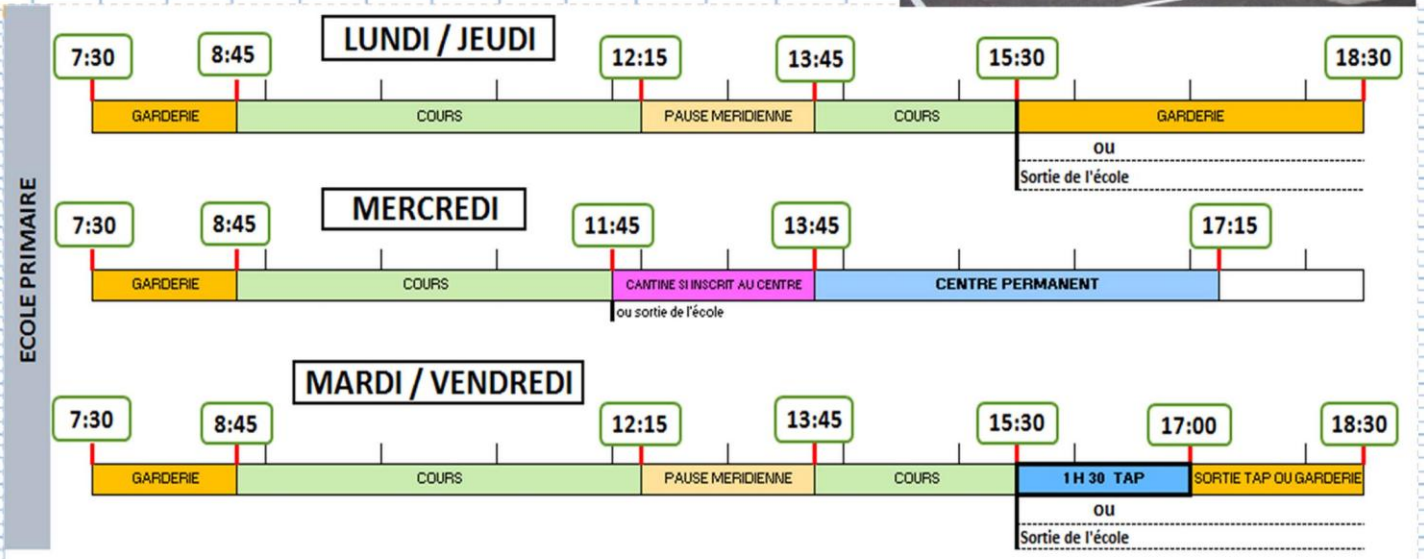 ECOLE PRIMAIRE
LUNDI / JEUDI
7:30 8:45 12:15 13:45 15:30 18:30
GARDERIE COURS PAUSE MERIDIENNE COURS GARDERIE
ou
Sortie de l'école
MERCREDI
7:30 8:45 11:45 13:45 17:15
GARDERIE COURS CANTINE SI INSCRIT AU CENTRE CENTRE PERMANENT
ou sortie de l'école
MARDI / VENDREDI
7:30 8:45 12:15 13:45 15:30 17:00 18:30
GARDERIE COURS PAUSE MERIDIENNE COURS 1 H 30 TAP SORTIE TAP OU GARDERIE
ou
Sortie de l'école